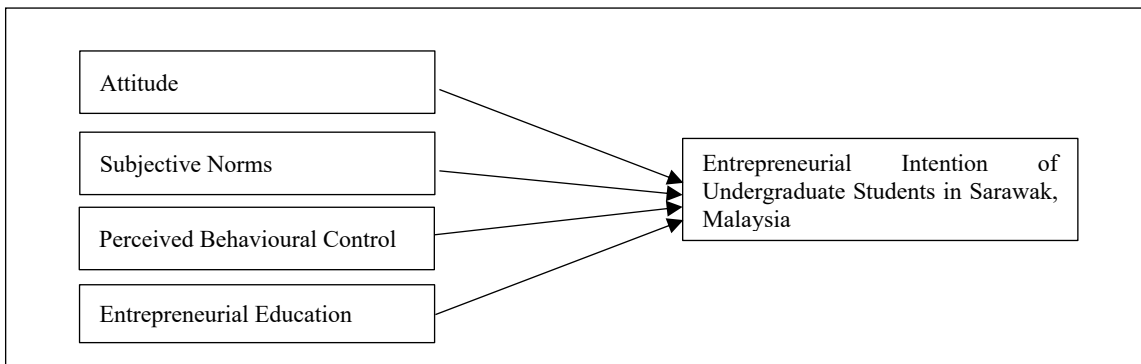 Attitude
Subjective Norms
Perceived Behavioural Control
Entrepreneurial Education
Entrepreneurial Intention of
Undergraduate Students in Sarawak,
Malaysia